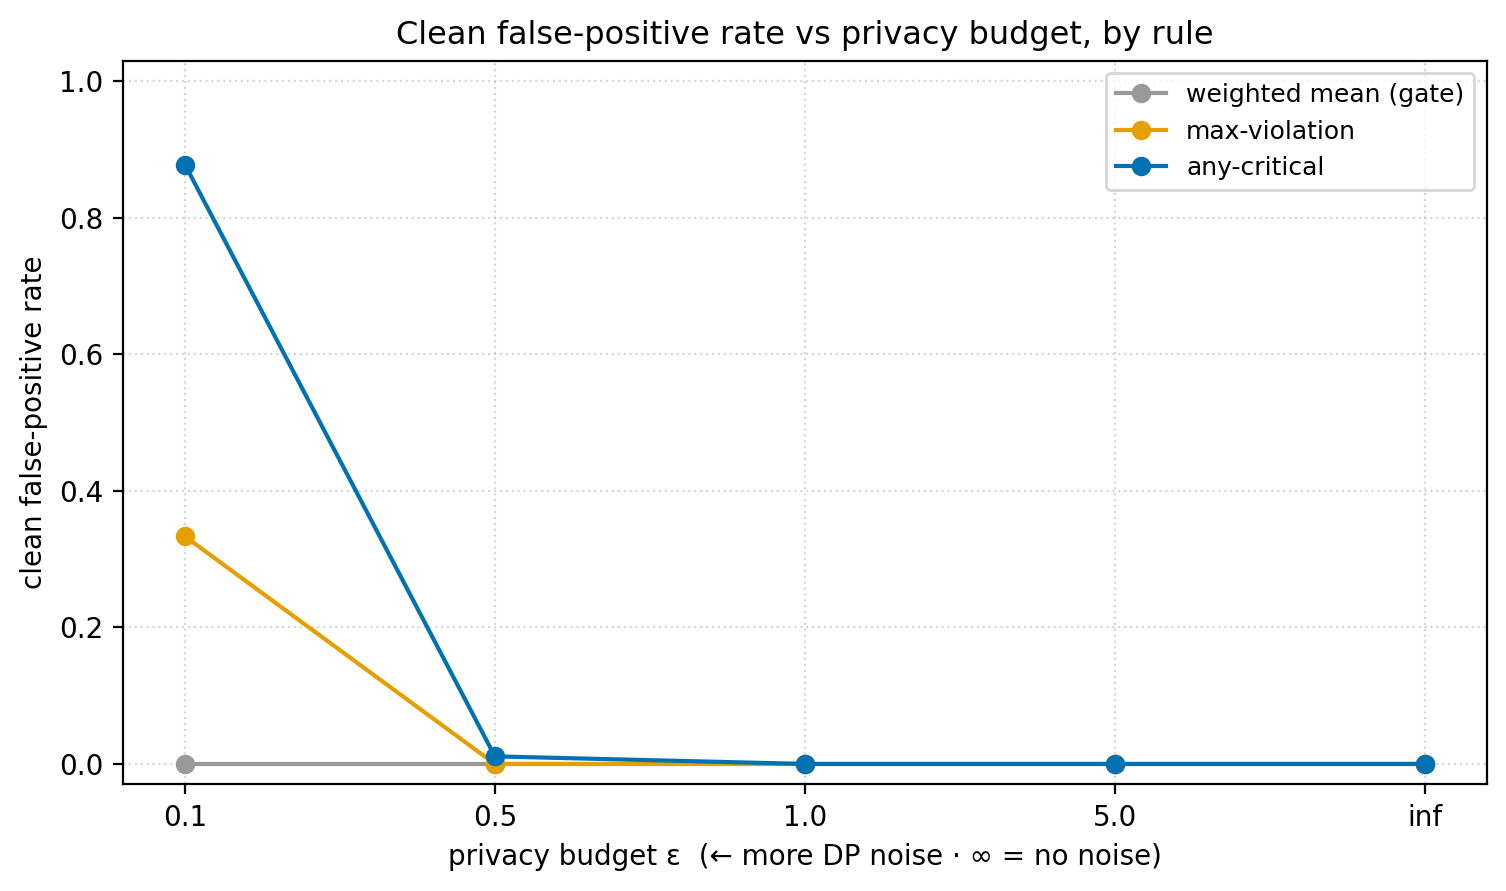 Clean false-positive rate vs privacy budget, by rule
weighted mean (gate)
max-violation
any-critical
clean false-positive rate
1.0
0.8
0.6
0.4
0.2
0.0
0.1 0.5 1.0 5.0 inf
privacy budget ε (← more DP noise · ∞ = no noise)